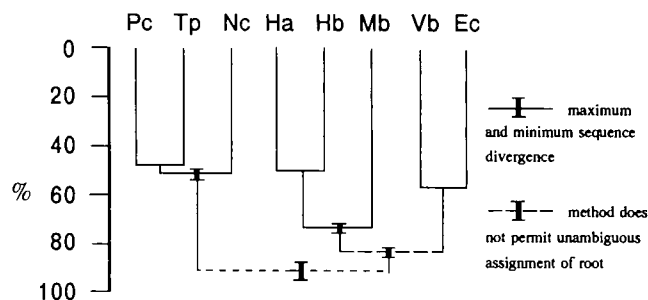 Pc Tp Nc Ha Hb Mb Vb Ec
0
20
40
60
80
100
%
maximum
and minimum sequence
divergence
method does
not permit unambiguous
assignment of root